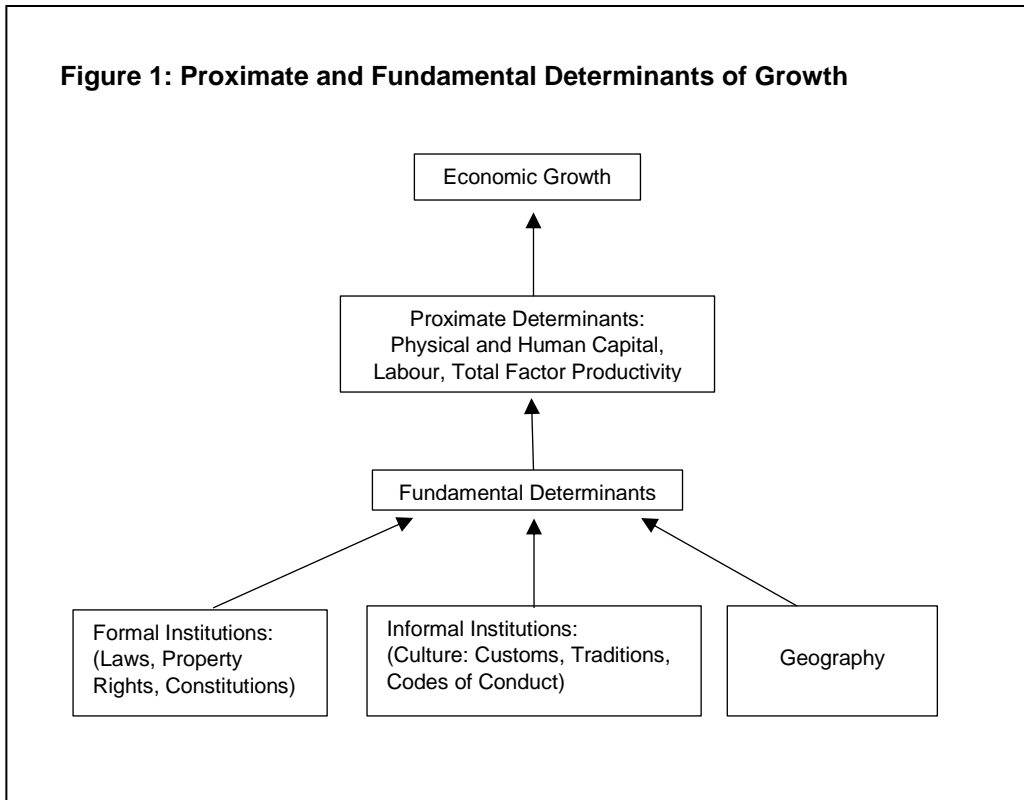 Figure 1: Proximate and Fundamental Determinants of Growth
Economic Growth
Proximate Determinants:
Physical and Human Capital,
Labour, Total Factor Productivity
Fundamental Determinants
Formal Institutions:
(Laws, Property
Rights, Constitutions)
Informal Institutions:
(Culture: Customs, Traditions,
Codes of Conduct)
Geography